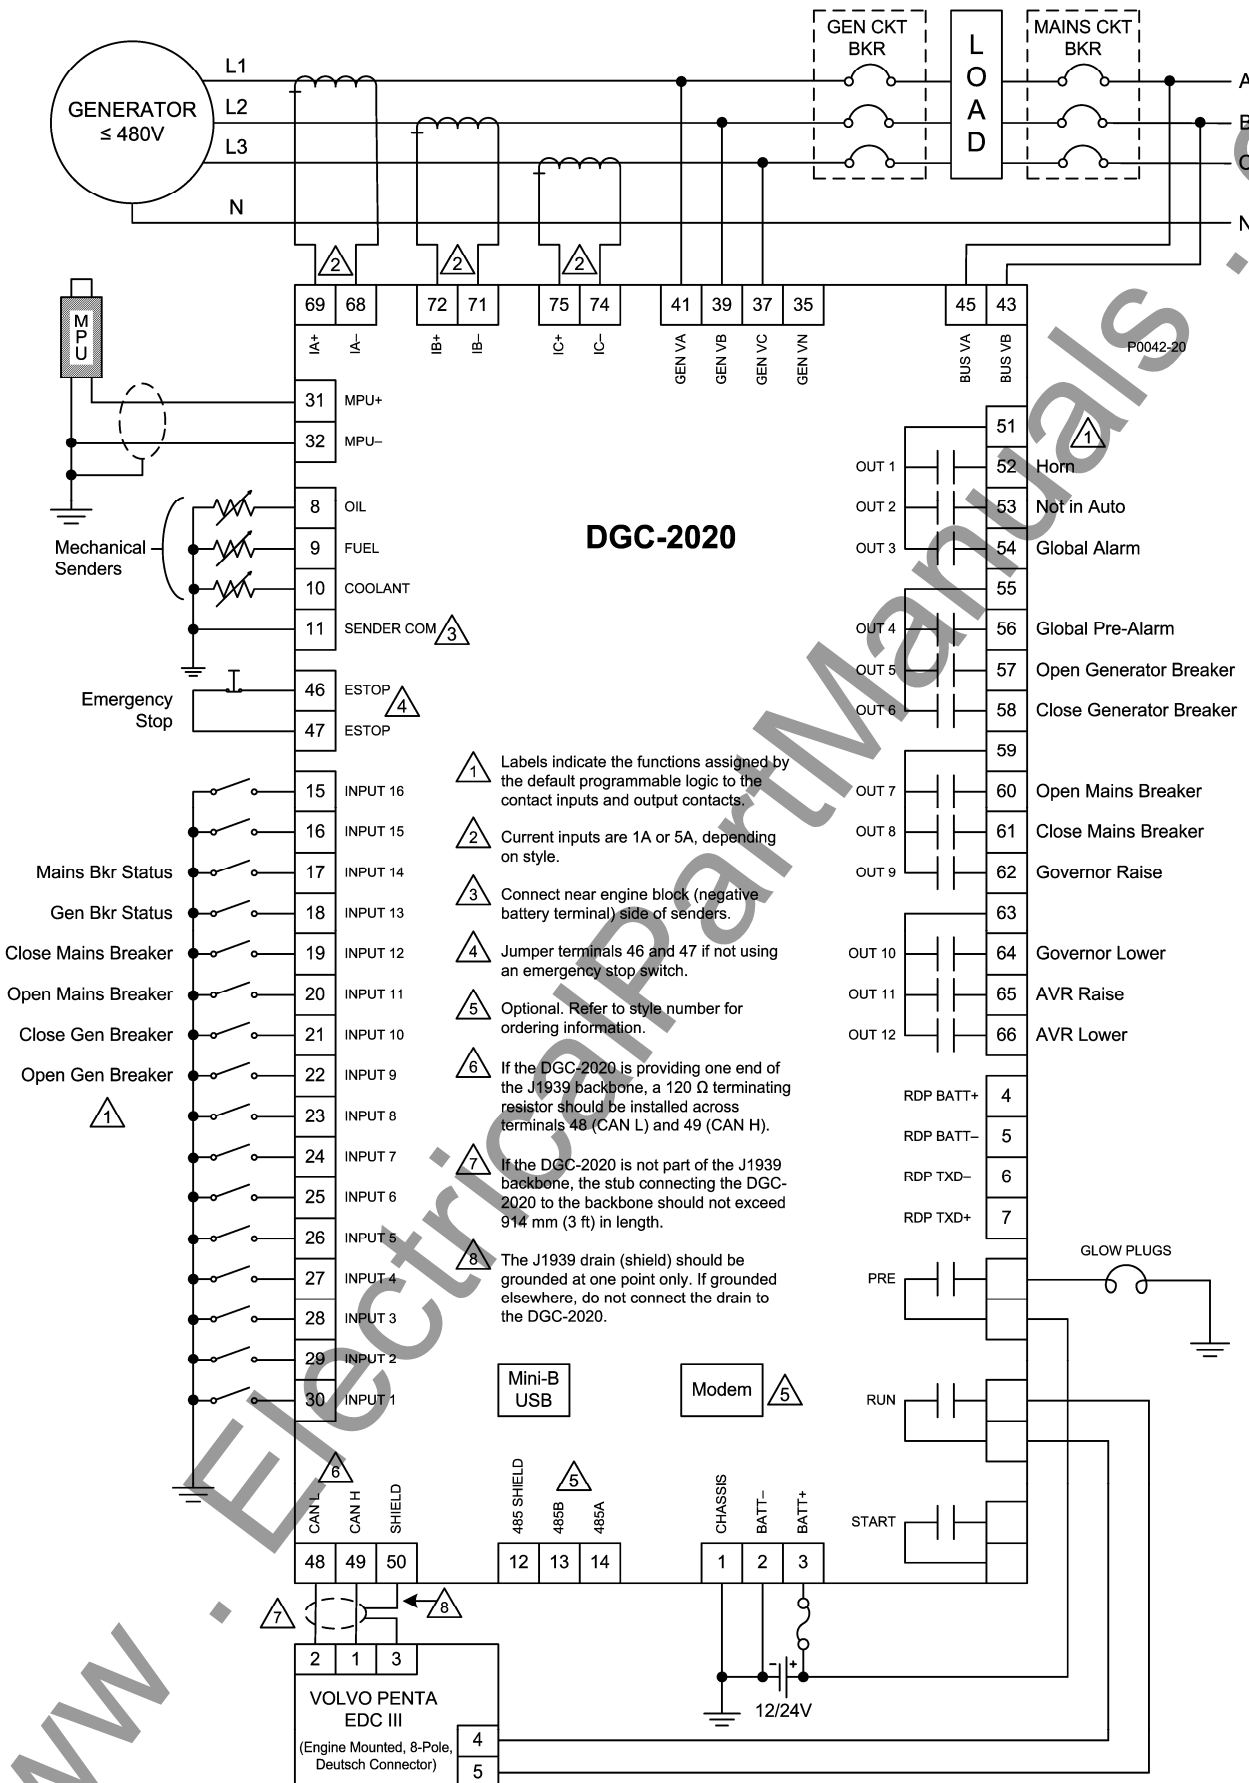 GEN CKT
BKR
LOAD
MAINS CKT
BKR
GENERATOR
≤ 480V
L1
L2
L3
N
A
B
C
N
2
2
2
69
68
72
71
75
74
41
39
37
35
45
43
IA+
IA–
IB+
IB–
IC+
IC–
GEN VA
GEN VB
GEN VC
GEN VN
BUS VA
BUS VB
P0042-20
MPU
31 MPU+
32 MPU–
Mechanical
Senders
8 OIL
9 FUEL
10 COOLANT
11 SENDER COM
3
Emergency
Stop
46 ESTOP
47 ESTOP
4
DGC-2020
51
1
OUT 1 52 Horn
OUT 2 53 Not in Auto
OUT 3 54 Global Alarm
55
OUT 4 56 Global Pre-Alarm
OUT 5 57 Open Generator Breaker
OUT 6 58 Close Generator Breaker
59
OUT 7 60 Open Mains Breaker
OUT 8 61 Close Mains Breaker
OUT 9 62 Governor Raise
63
OUT 10 64 Governor Lower
OUT 11 65 AVR Raise
OUT 12 66 AVR Lower
RDP BATT+ 4
RDP BATT– 5
RDP TXD– 6
RDP TXD+ 7
PRE
GLOW PLUGS
RUN
START
15 INPUT 16
16 INPUT 15
Mains Bkr Status 17 INPUT 14
Gen Bkr Status 18 INPUT 13
Close Mains Breaker 19 INPUT 12
Open Mains Breaker 20 INPUT 11
Close Gen Breaker 21 INPUT 10
Open Gen Breaker 22 INPUT 9
1
23 INPUT 8
24 INPUT 7
25 INPUT 6
26 INPUT 5
27 INPUT 4
28 INPUT 3
29 INPUT 2
30 INPUT 1
1 Labels indicate the functions assigned by
the default programmable logic to the
contact inputs and output contacts.
2 Current inputs are 1A or 5A, depending
on style.
3 Connect near engine block (negative
battery terminal) side of senders.
4 Jumper terminals 46 and 47 if not using
an emergency stop switch.
5 Optional. Refer to style number for
ordering information.
6 If the DGC-2020 is providing one end of
the J1939 backbone, a 120 Ω terminating
resistor should be installed across
terminals 48 (CAN L) and 49 (CAN H).
7 If the DGC-2020 is not part of the J1939
backbone, the stub connecting the DGC-
2020 to the backbone should not exceed
914 mm (3 ft) in length.
8 The J1939 drain (shield) should be
grounded at one point only. If grounded
elsewhere, do not connect the drain to
the DGC-2020.
Mini-B
USB
Modem
5
6
CAN L
CAN H
SHIELD
485 SHIELD
485B
485A
5
CHASSIS
BATT–
BATT+
48
49
50
12
13
14
1
2
3
7
8
2
1
3
VOLVO PENTA
EDC III
(Engine Mounted, 8-Pole,
Deutsch Connector)
4
5
- +
12/24V
ww.ElectricalPartManuals.